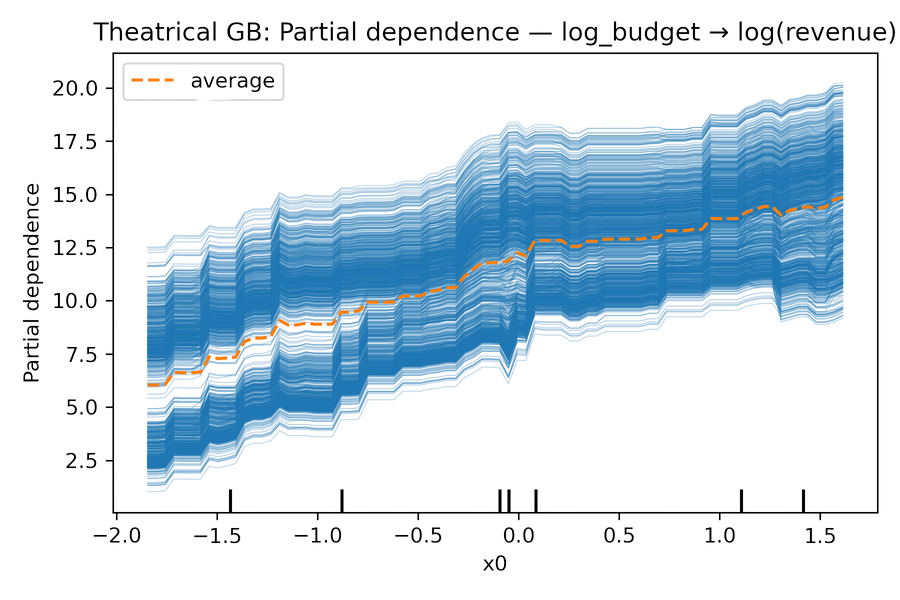 Theatrical GB: Partial dependence — log_budget → log(revenue)
average
Partial dependence
20.0
17.5
15.0
12.5
10.0
7.5
5.0
2.5
−2.0 −1.5 −1.0 −0.5 0.0 0.5 1.0 1.5
x0